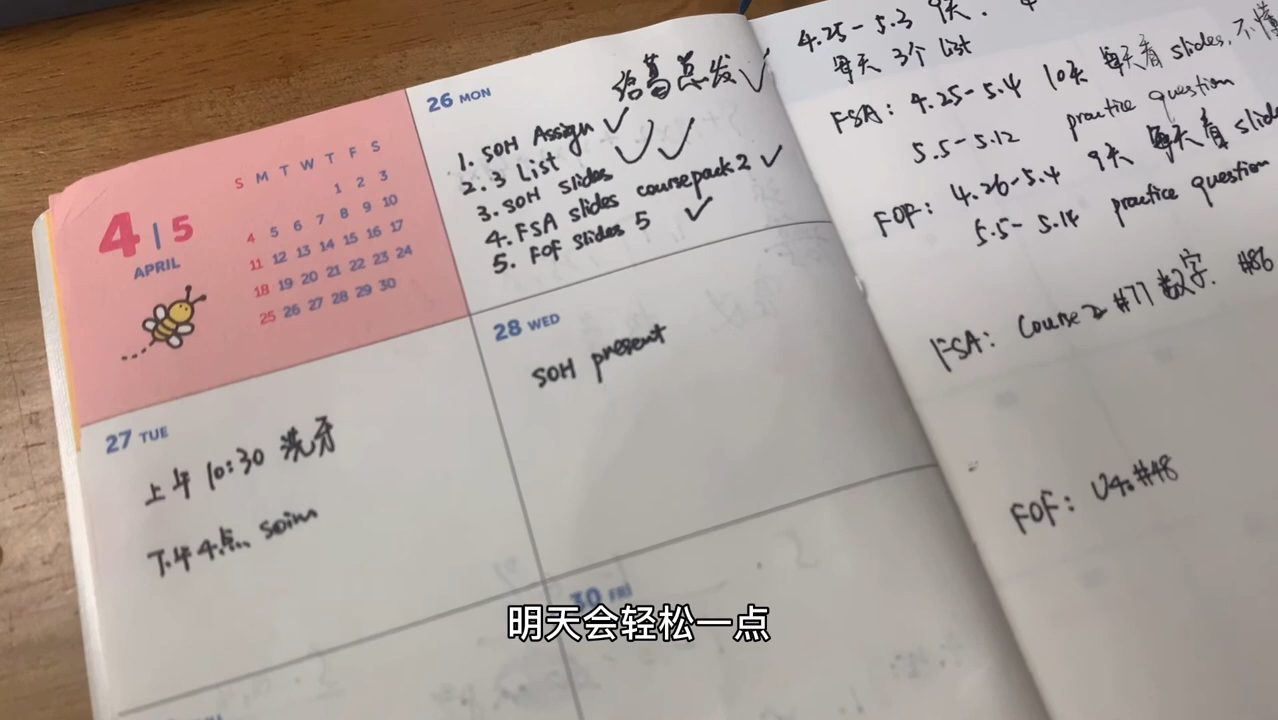 4 | 5
APRIL
S M T W T F S
1 2 3
4 5 6 7 8 9 10
11 12 13 14 15 16 17
18 19 20 21 22 23 24
25 26 27 28 29 30
26 MON
1. SOH Assign ✓
2. 3 List ✓ ✓
3. SOH slides
4. FSA slides coursepack 2 ✓
5. FOF slides 5 ✓
27 TUE
上午 10:30 洗牙
下午 4点
28 WED
SOH present
30 FRI
4.25-5.3 9天.
每天 3个 list
FSA: 4.25-5.4 10天 每天看 slides, 不懂
5.5-5.12 practice question
FOF: 4.26-5.4 9天 每天看 slide
5.5-5.14 practice question
FSA: Course 2 #77 数字. #86
FOF: U4. #48
明天会轻松一点